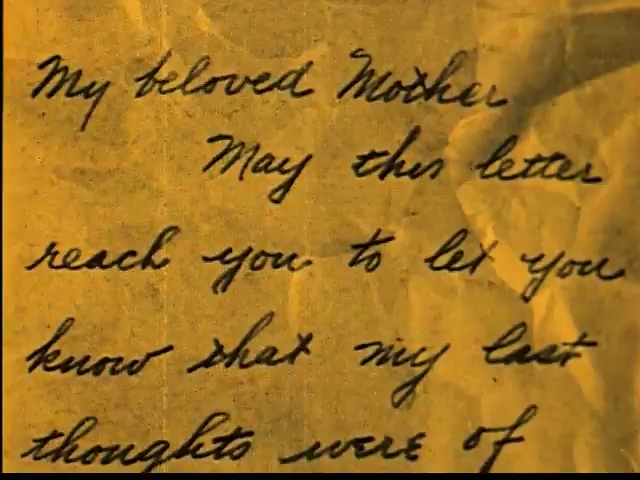 My beloved Mother
May this letter
reach you to let you
know that my last
thoughts were of